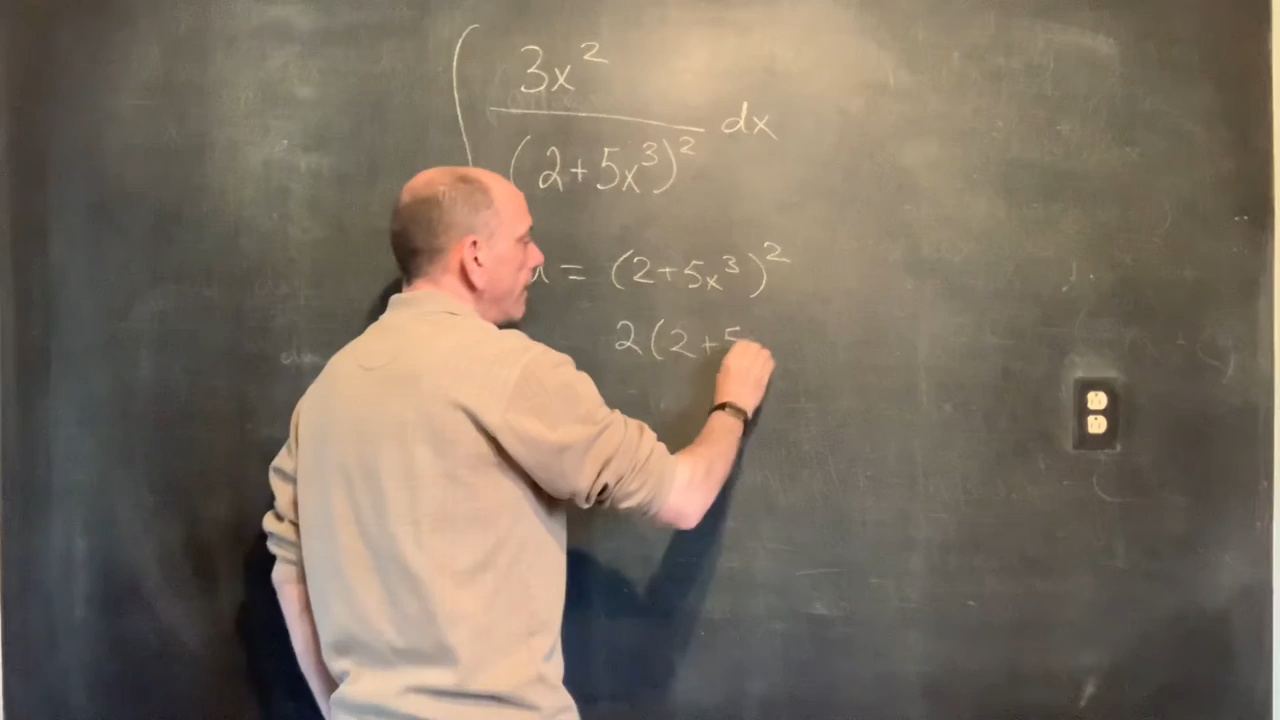 ∫ 3x² / (2+5x³)² dx
u = (2+5x³)²
2(2+5